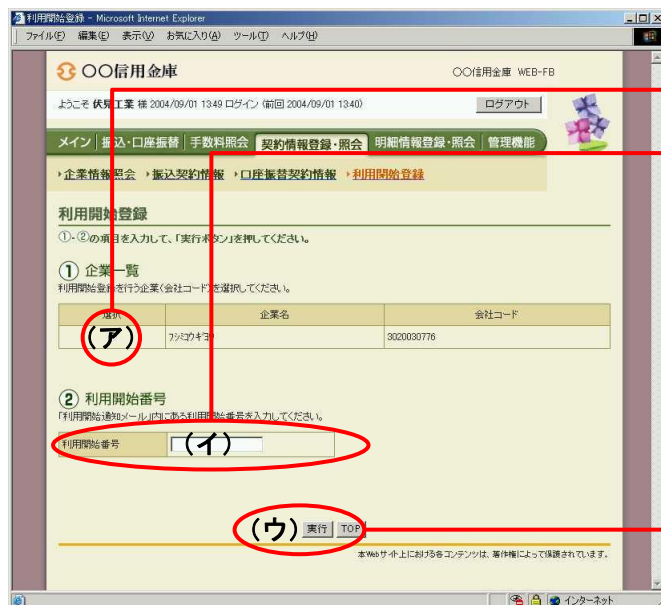 利用開始登録 - Microsoft Internet Explorer
ファイル(F) 編集(E) 表示(V) お気に入り(A) ツール(T) ヘルプ(H)
〇〇信用金庫
〇〇信用金庫 WEB-FB
ようこそ 伏見工業 様 2004/09/01 1349 ログイン (前回 2004/09/01 1340)
ログアウト
メイン 振込・口座振替 手数料照会 契約情報登録・照会 明細情報登録・照会 管理機能
企業情報照会 振込契約情報 口座振替契約情報 利用開始登録
利用開始登録
①-②の項目を入力して、「実行ボタン」を押してください。
① 企業一覧
利用開始登録を行う企業(会社コード)を選択してください。
選択 企業名 会社コード
(ア) フシミコウギヨウ 3020030776
② 利用開始番号
「利用開始通知メール」内にある利用開始番号を入力してください。
利用開始番号 (イ)
(ウ) 実行 TOP
本Webサイト上における各コンテンツは、著作権によって保護されています。
インターネット